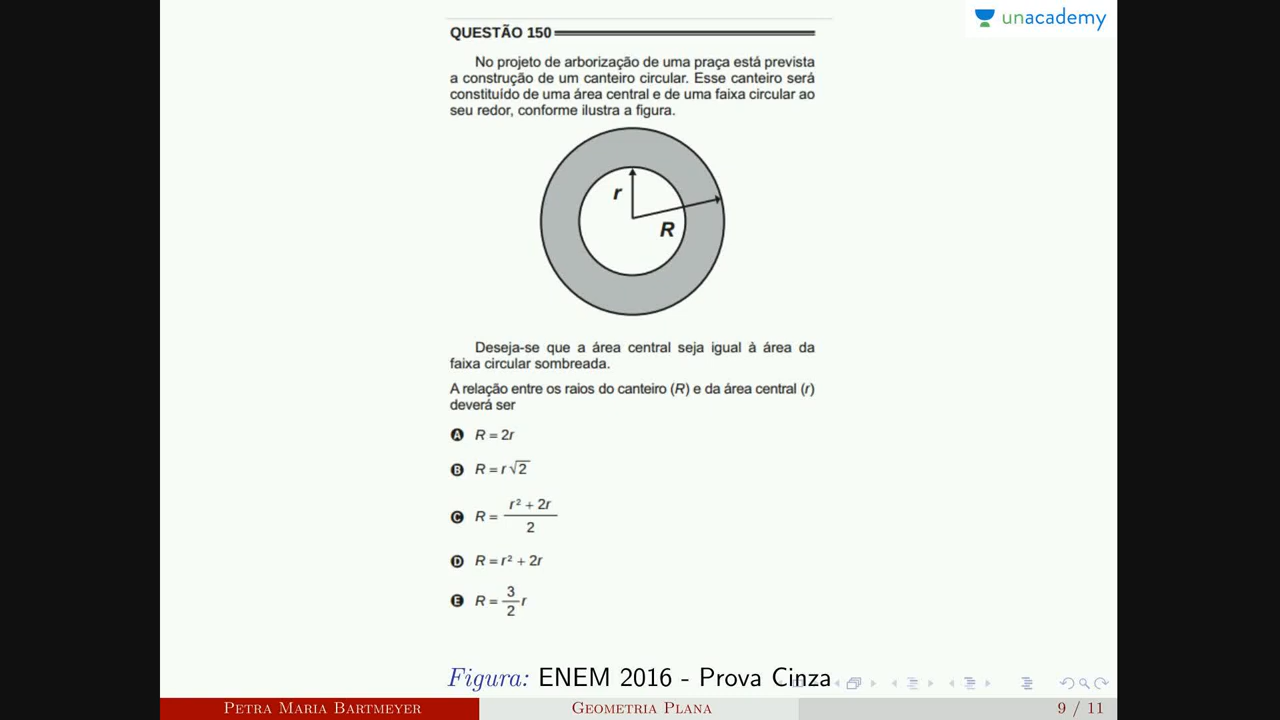 unacademy
QUESTÃO 150
No projeto de arborização de uma praça está prevista
a construção de um canteiro circular. Esse canteiro será
constituído de uma área central e de uma faixa circular ao
seu redor, conforme ilustra a figura.
r
R
Deseja-se que a área central seja igual à área da
faixa circular sombreada.
A relação entre os raios do canteiro (R) e da área central (r)
deverá ser
A R = 2r
B R = r√2
C R = (r² + 2r)/2
D R = r² + 2r
E R = 3/2 r
Figura: ENEM 2016 - Prova Cinza
Petra Maria Bartmeyer
Geometria Plana
9 / 11